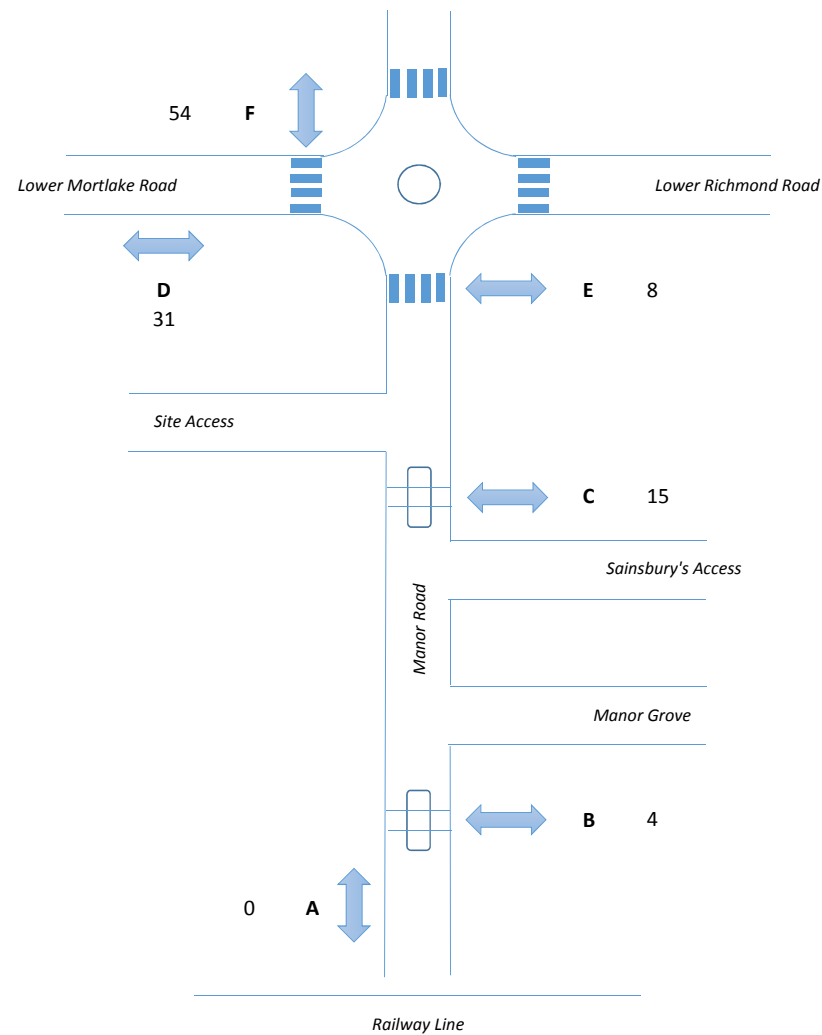 54 F
Lower Mortlake Road
Lower Richmond Road
D
31
E 8
Site Access
C 15
Sainsbury's Access
Manor Road
Manor Grove
B 4
0 A
Railway Line